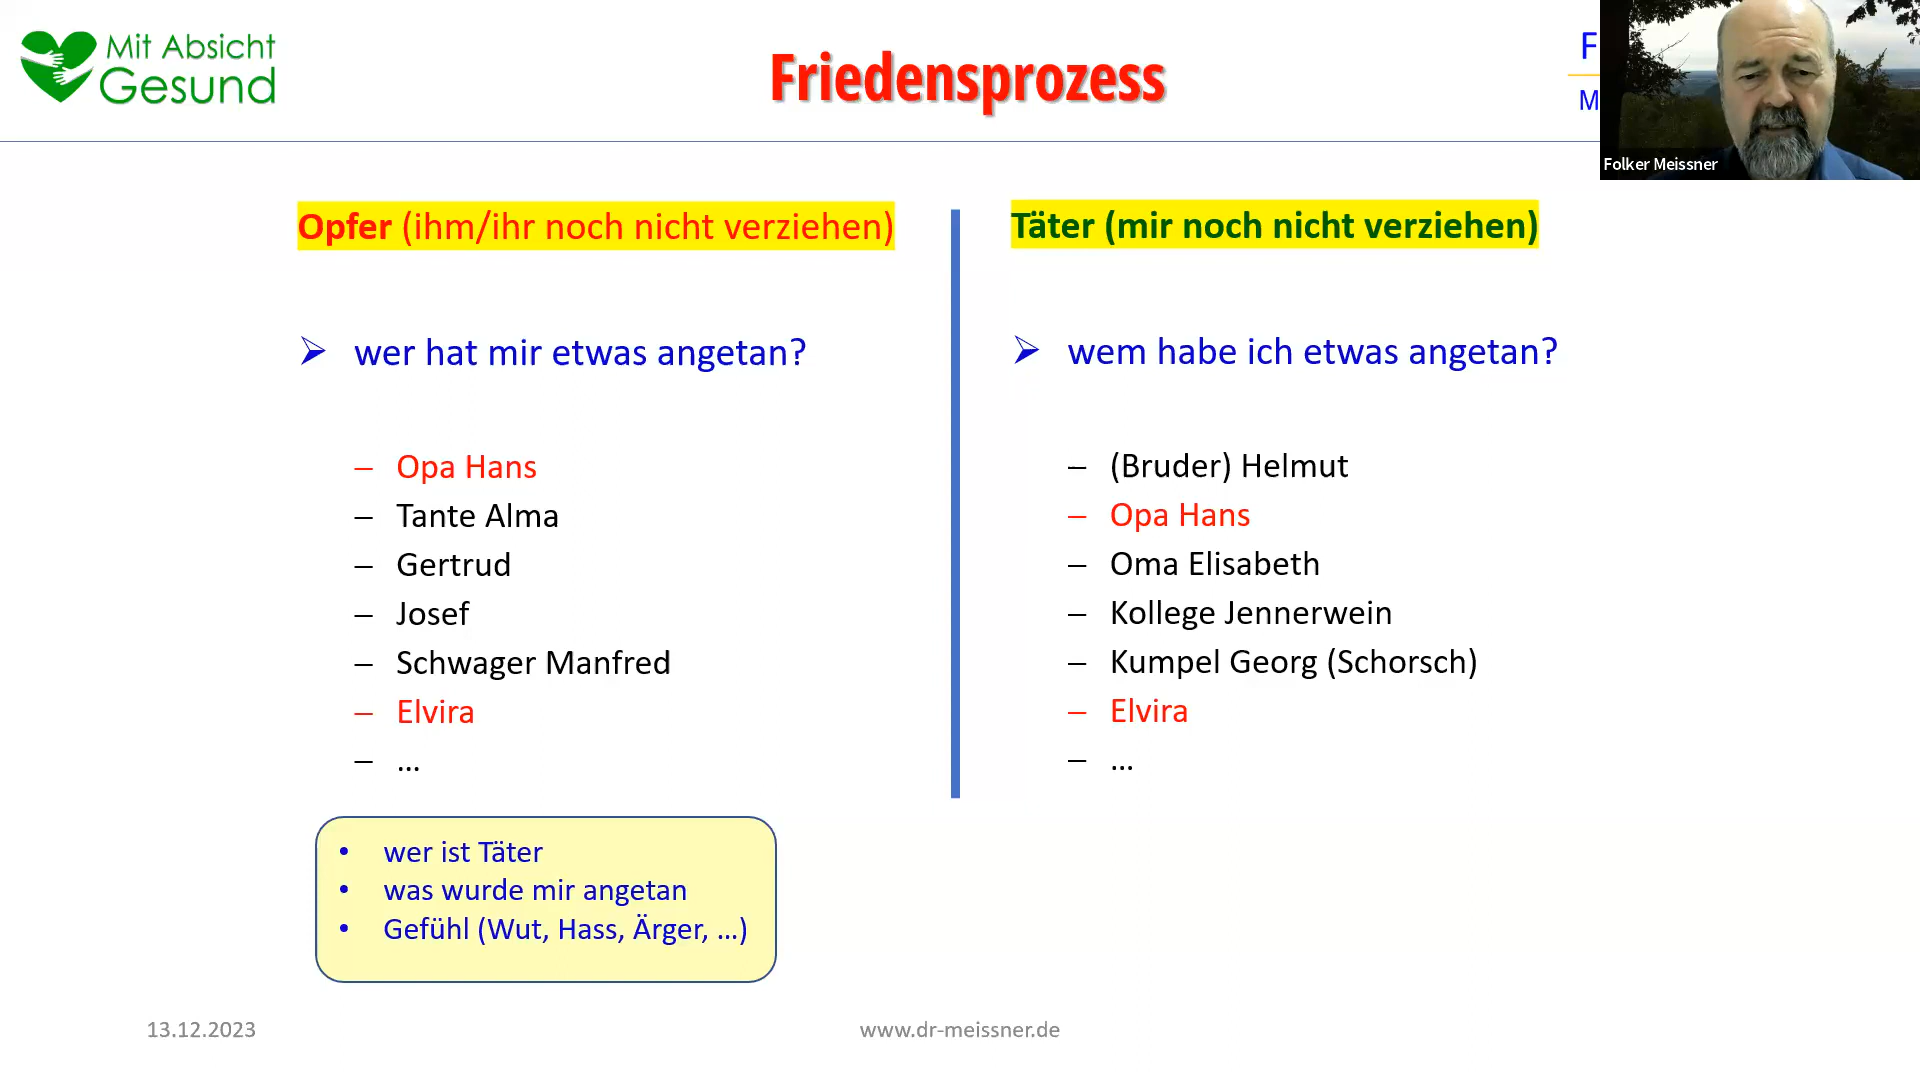 Mit Absicht
Gesund
Friedensprozess
F
M
Folker Meissner
Opfer (ihm/ihr noch nicht verziehen)
➢ wer hat mir etwas angetan?
– Opa Hans
– Tante Alma
– Gertrud
– Josef
– Schwager Manfred
– Elvira
– ...
• wer ist Täter
• was wurde mir angetan
• Gefühl (Wut, Hass, Ärger, ...)
Täter (mir noch nicht verziehen)
➢ wem habe ich etwas angetan?
– (Bruder) Helmut
– Opa Hans
– Oma Elisabeth
– Kollege Jennerwein
– Kumpel Georg (Schorsch)
– Elvira
– ...
13.12.2023
www.dr-meissner.de